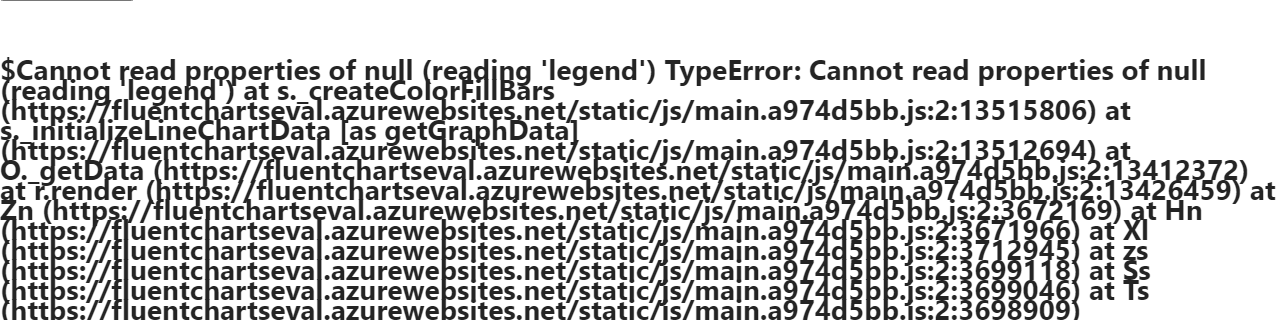 $Cannot read properties of null (reading 'legend') TypeError: Cannot read properties of null
(reading 'legend') at s._createColorFillBars
(https://fluentchartseval.azurewebsites.net/static/js/main.a974d5bb.js:2:13515806) at
s._initializeLineChartData [as getGraphData]
(https://fluentchartseval.azurewebsites.net/static/js/main.a974d5bb.js:2:13512694) at
O._getData (https://fluentchartseval.azurewebsites.net/static/js/main.a974d5bb.js:2:13412372)
at r.render (https://fluentchartseval.azurewebsites.net/static/js/main.a974d5bb.js:2:13426459) at
Zn (https://fluentchartseval.azurewebsites.net/static/js/main.a974d5bb.js:2:3672169) at Hn
(https://fluentchartseval.azurewebsites.net/static/js/main.a974d5bb.js:2:3671966) at Xl
(https://fluentchartseval.azurewebsites.net/static/js/main.a974d5bb.js:2:3712945) at zs
(https://fluentchartseval.azurewebsites.net/static/js/main.a974d5bb.js:2:3699118) at Ss
(https://fluentchartseval.azurewebsites.net/static/js/main.a974d5bb.js:2:3699046) at Ts
(https://fluentchartseval.azurewebsites.net/static/js/main.a974d5bb.js:2:3698909)